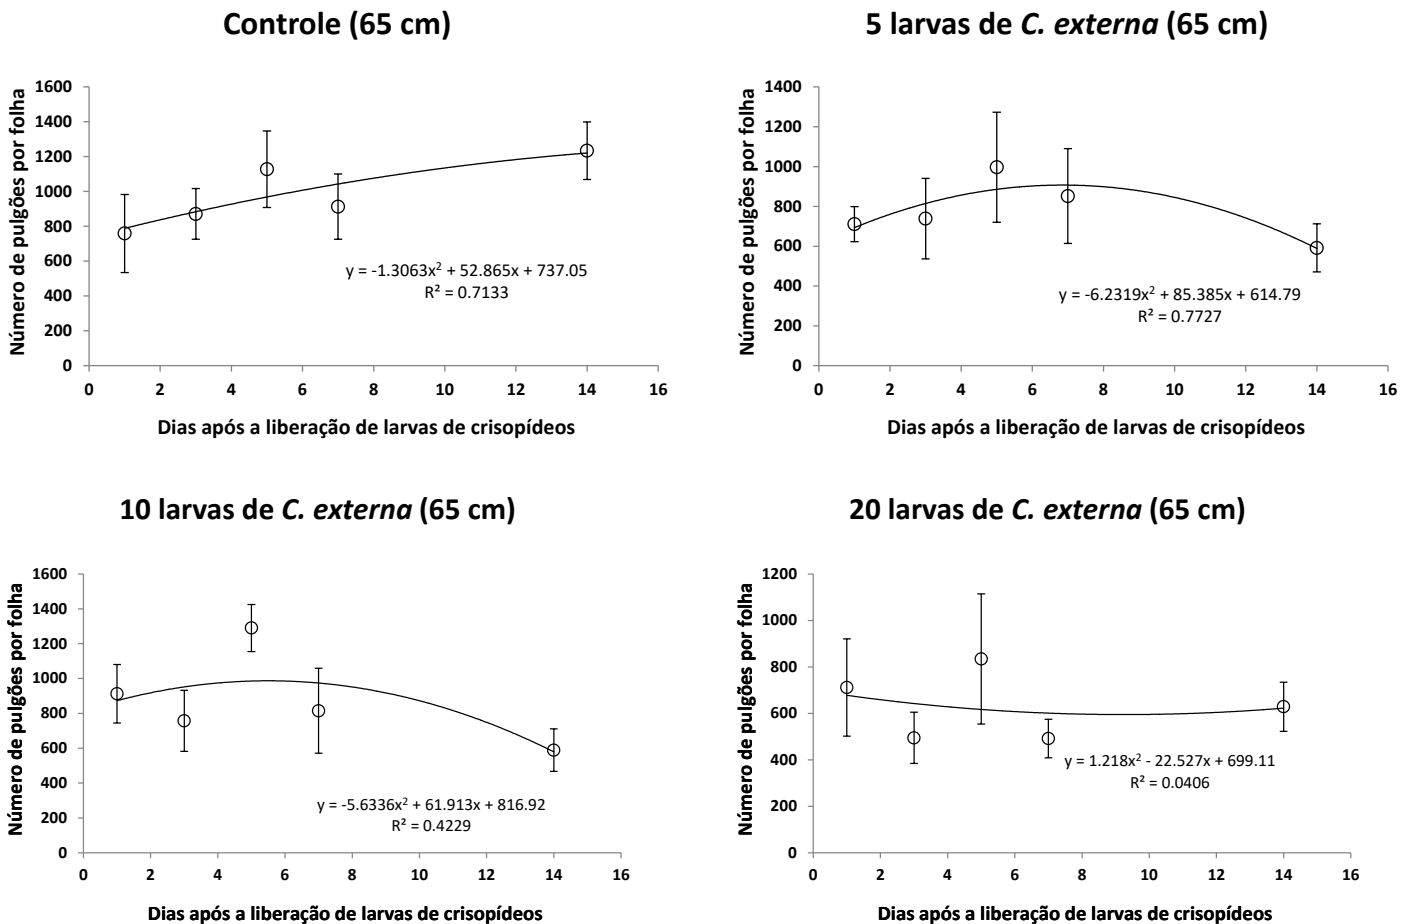 Controle (65 cm)
Número de pulgões por folha
1600
1400
1200
1000
800
600
400
200
0
y = -1.3063x² + 52.865x + 737.05
R² = 0.7133
0 2 4 6 8 10 12 14 16
Dias após a liberação de larvas de crisopídeos
5 larvas de C. externa (65 cm)
Número de pulgões por folha
1400
1200
1000
800
600
400
200
0
y = -6.2319x² + 85.385x + 614.79
R² = 0.7727
0 2 4 6 8 10 12 14 16
Dias após a liberação de larvas de crisopídeos
10 larvas de C. externa (65 cm)
Número de pulgões por folha
1600
1400
1200
1000
800
600
400
200
0
y = -5.6336x² + 61.913x + 816.92
R² = 0.4229
0 2 4 6 8 10 12 14 16
Dias após a liberação de larvas de crisopídeos
20 larvas de C. externa (65 cm)
Número de pulgões por folha
1200
1000
800
600
400
200
0
y = 1.218x² - 22.527x + 699.11
R² = 0.0406
0 2 4 6 8 10 12 14 16
Dias após a liberação de larvas de crisopídeos